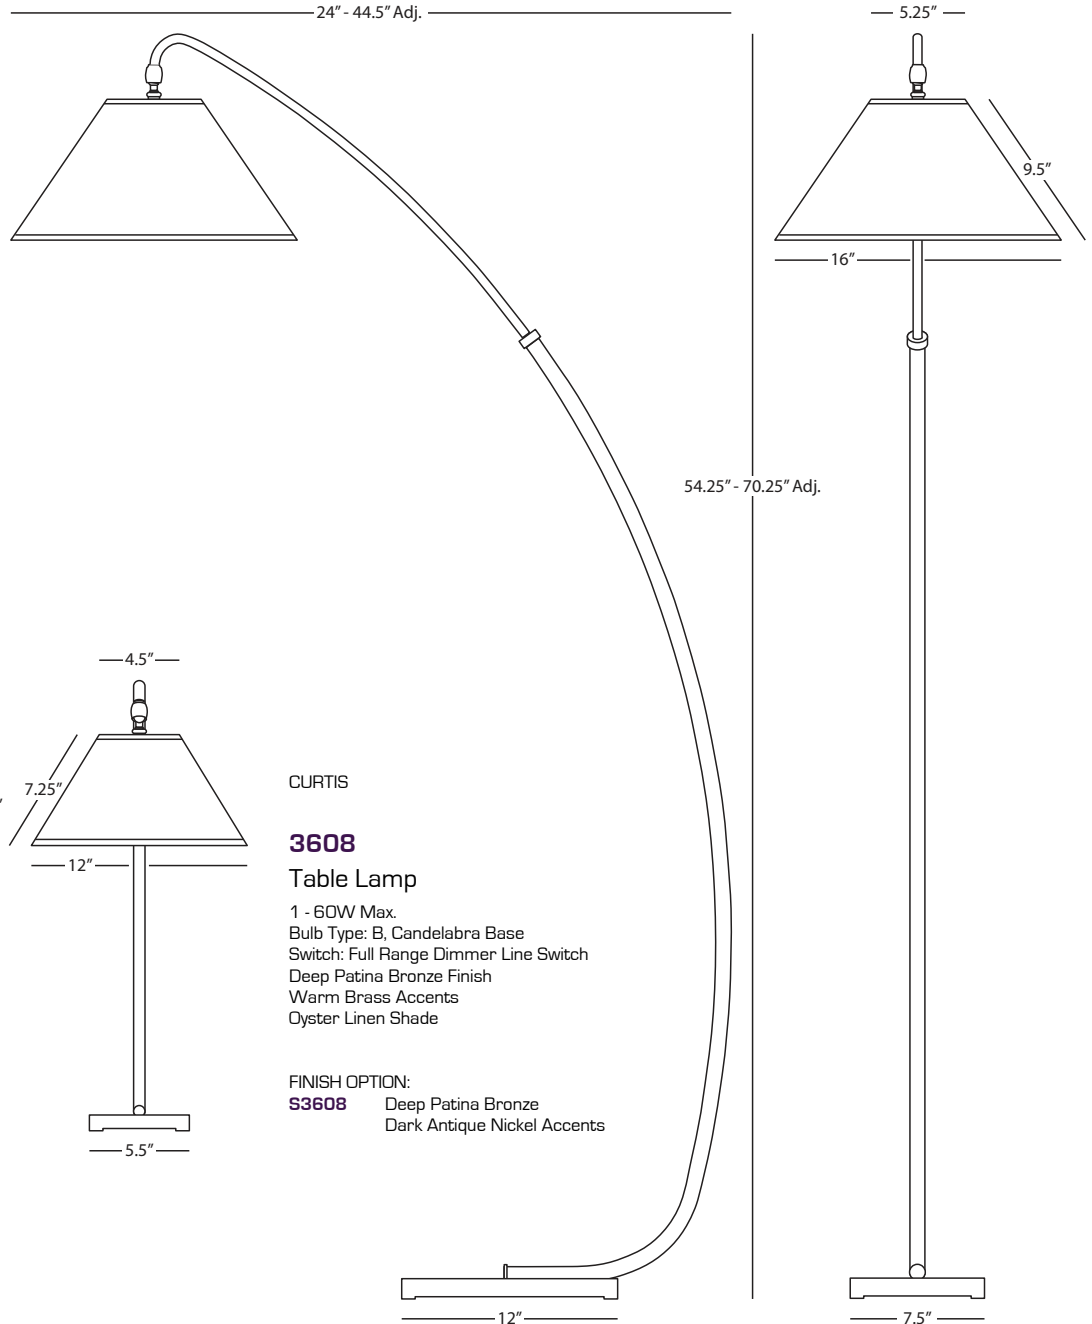 24” - 44.5” Adj.
5.25”
9.5”
16”
54.25” - 70.25” Adj.
4.5”
7.25”
12”
5.5”
CURTIS
3608
Table Lamp
1 - 60W Max.
Bulb Type: B, Candelabra Base
Switch: Full Range Dimmer Line Switch
Deep Patina Bronze Finish
Warm Brass Accents
Oyster Linen Shade
FINISH OPTION:
S3608 Deep Patina Bronze
Dark Antique Nickel Accents
12”
7.5”